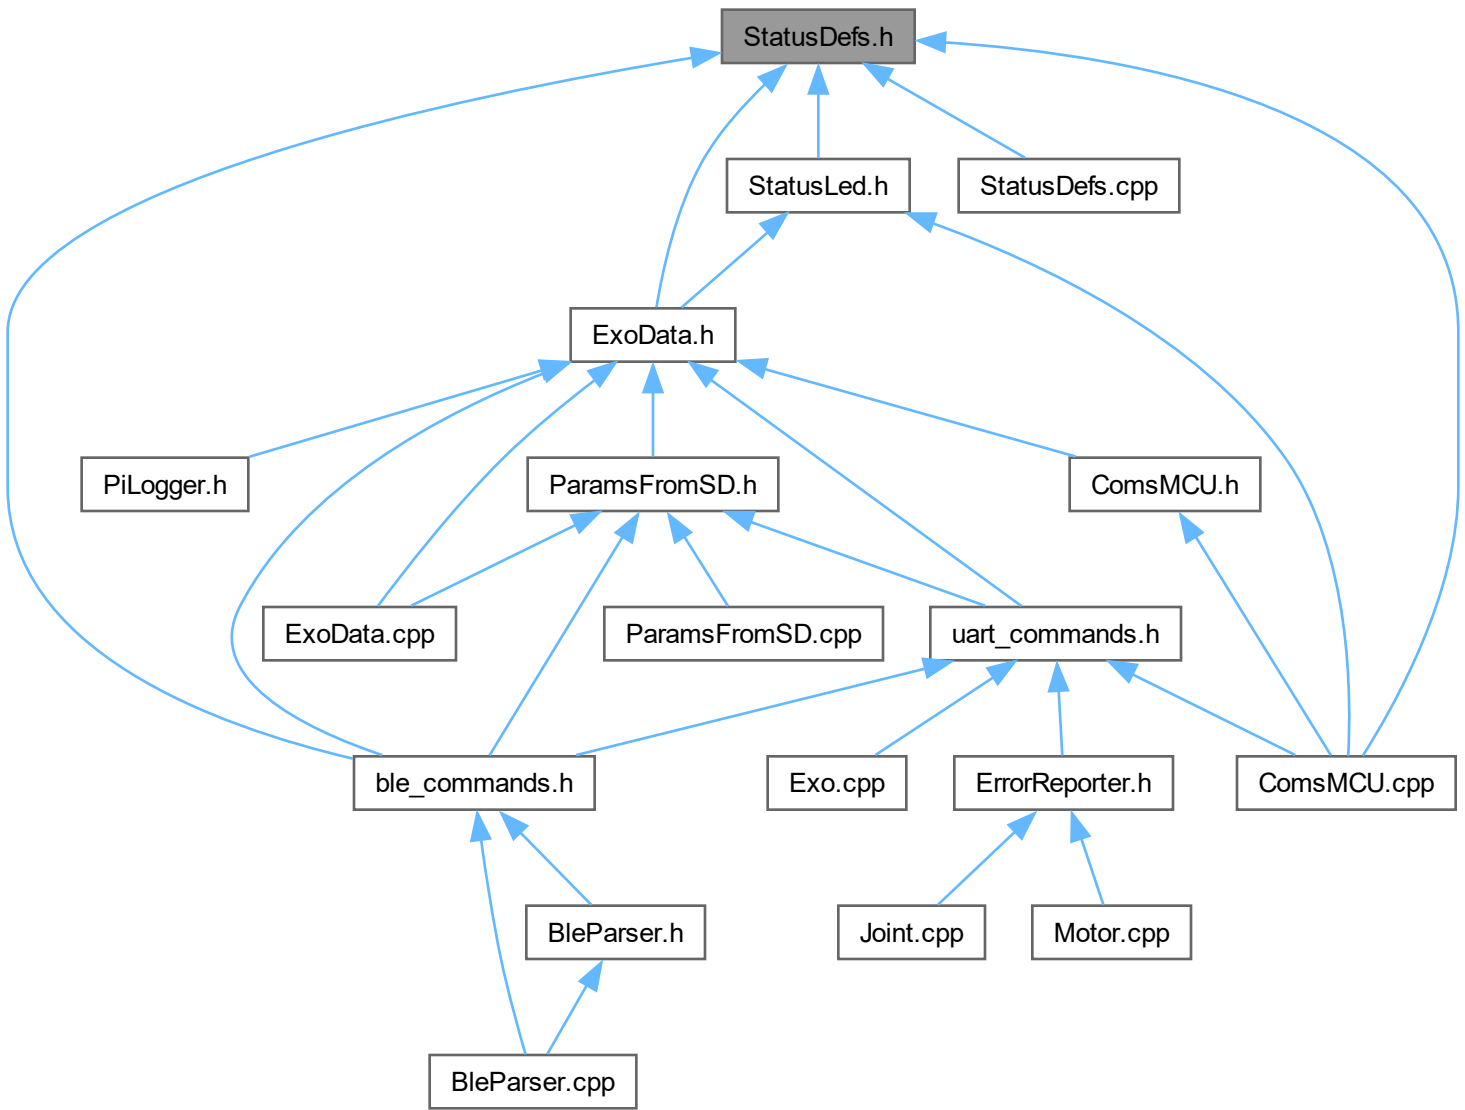 StatusDefs.h
StatusLed.h
StatusDefs.cpp
ExoData.h
PiLogger.h
ParamsFromSD.h
ComsMCU.h
ExoData.cpp
ParamsFromSD.cpp
uart_commands.h
ble_commands.h
Exo.cpp
ErrorReporter.h
ComsMCU.cpp
BleParser.h
Joint.cpp
Motor.cpp
BleParser.cpp